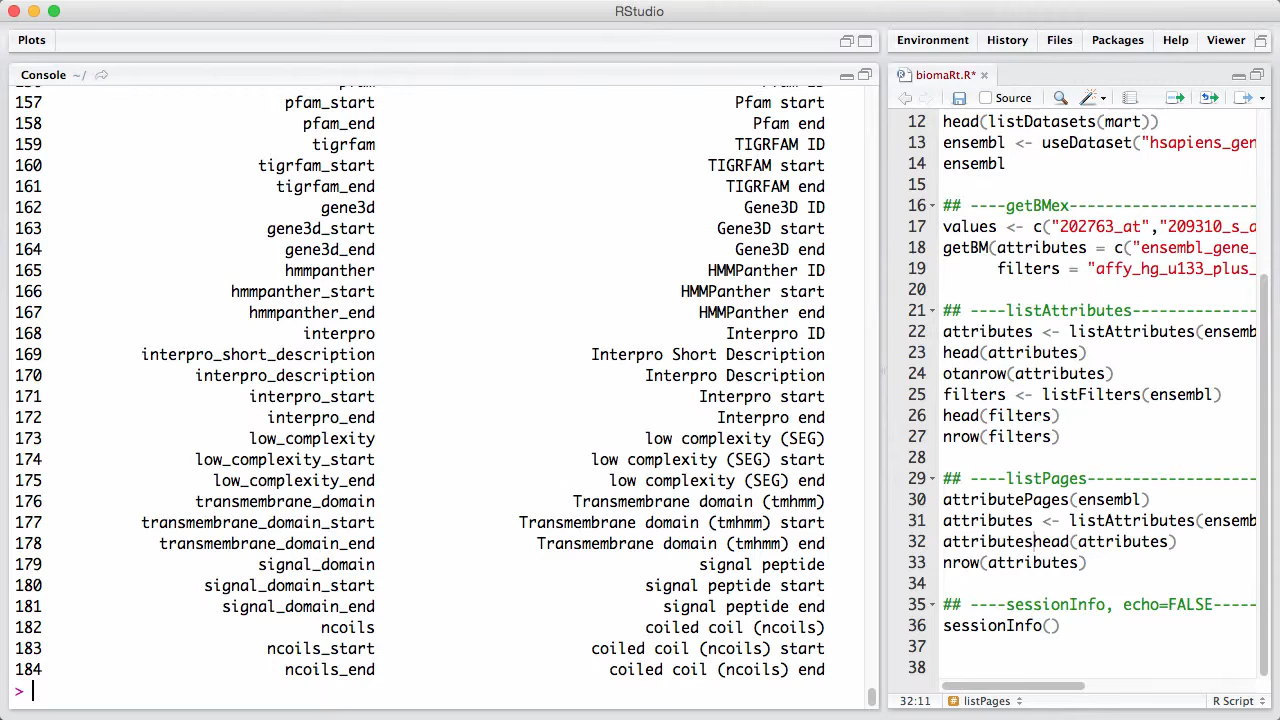 RStudio
Plots
Environment History Files Packages Help Viewer
Console ~/
biomaRt.R* ×
Source
157 pfam_start Pfam start
158 pfam_end Pfam end
159 tigrfam TIGRFAM ID
160 tigrfam_start TIGRFAM start
161 tigrfam_end TIGRFAM end
162 gene3d Gene3D ID
163 gene3d_start Gene3D start
164 gene3d_end Gene3D end
165 hmmpanther HMMPanther ID
166 hmmpanther_start HMMPanther start
167 hmmpanther_end HMMPanther end
168 interpro Interpro ID
169 interpro_short_description Interpro Short Description
170 interpro_description Interpro Description
171 interpro_start Interpro start
172 interpro_end Interpro end
173 low_complexity low complexity (SEG)
174 low_complexity_start low complexity (SEG) start
175 low_complexity_end low complexity (SEG) end
176 transmembrane_domain Transmembrane domain (tmhmm)
177 transmembrane_domain_start Transmembrane domain (tmhmm) start
178 transmembrane_domain_end Transmembrane domain (tmhmm) end
179 signal_domain signal peptide
180 signal_domain_start signal peptide start
181 signal_domain_end signal peptide end
182 ncoils coiled coil (ncoils)
183 ncoils_start coiled coil (ncoils) start
184 ncoils_end coiled coil (ncoils) end
>
12 head(listDatasets(mart))
13 ensembl <- useDataset("hsapiens_gen
14 ensembl
15
16 ## ----getBMex---------------------
17 values <- c("202763_at","209310_s_a
18 getBM(attributes = c("ensembl_gene_
19 filters = "affy_hg_u133_plus_
20
21 ## ----listAttributes--------------
22 attributes <- listAttributes(ensemb
23 head(attributes)
24 otanrow(attributes)
25 filters <- listFilters(ensembl)
26 head(filters)
27 nrow(filters)
28
29 ## ----listPages-------------------
30 attributePages(ensembl)
31 attributes <- listAttributes(ensemb
32 attributeshead(attributes)
33 nrow(attributes)
34
35 ## ----sessionInfo, echo=FALSE-----
36 sessionInfo()
37
38
32:11 listPages R Script